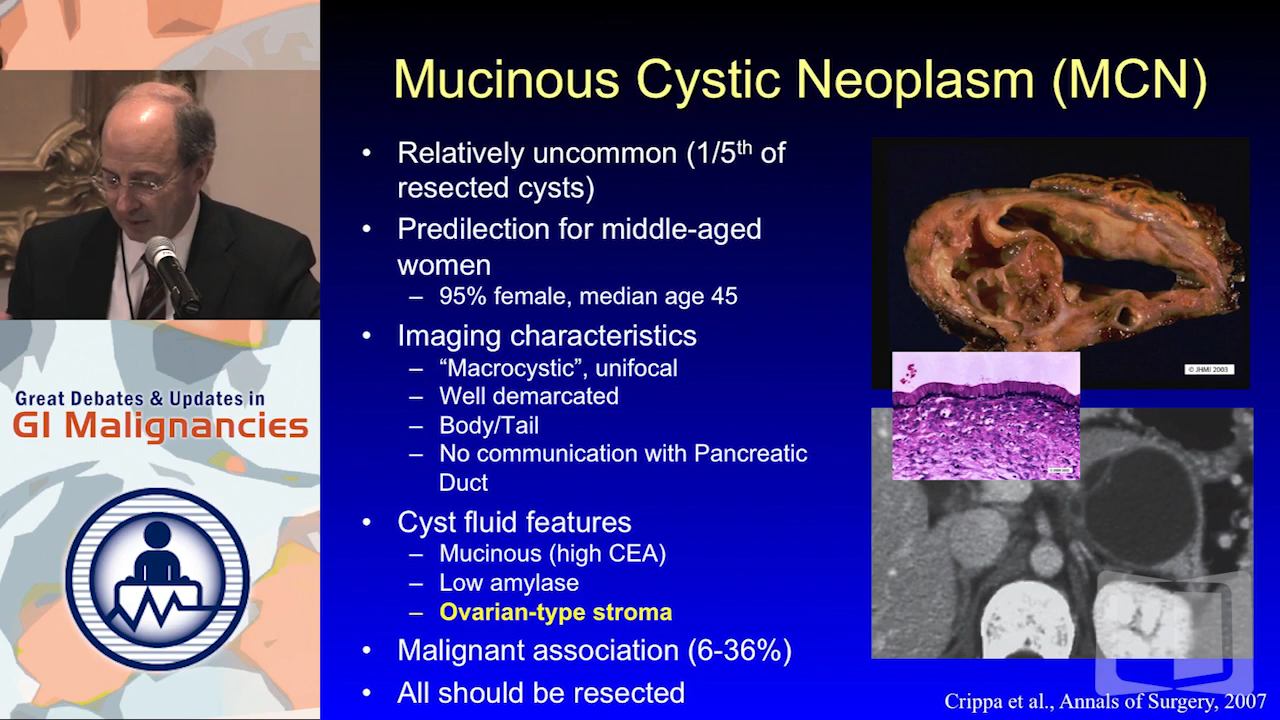 Mucinous Cystic Neoplasm (MCN)
• Relatively uncommon (1/5th of
resected cysts)
• Predilection for middle-aged
women
– 95% female, median age 45
• Imaging characteristics
– “Macrocystic”, unifocal
– Well demarcated
– Body/Tail
– No communication with Pancreatic
Duct
• Cyst fluid features
– Mucinous (high CEA)
– Low amylase
– Ovarian-type stroma
• Malignant association (6-36%)
• All should be resected
© JHMI 2003
Crippa et al., Annals of Surgery, 2007
Great Debates & Updates in
GI Malignancies